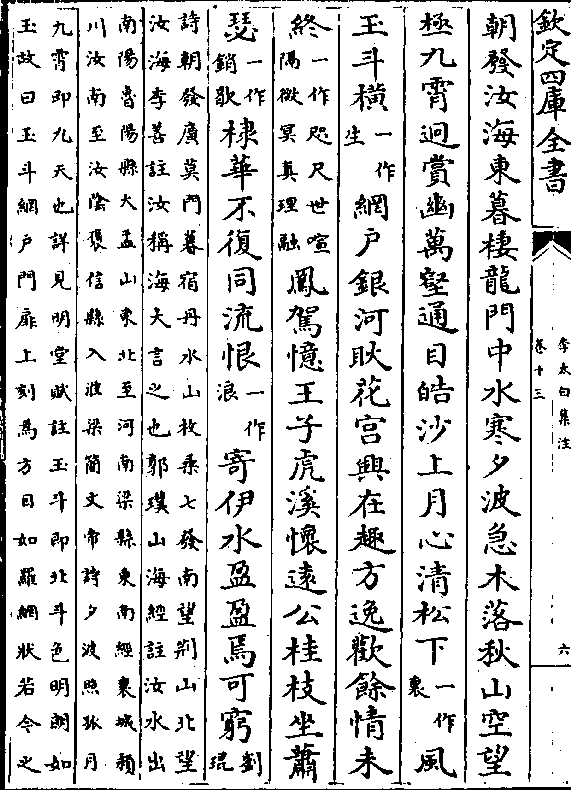 欽定四庫全書
李太白集注
卷十三
六
朝發汝海東暮棲龍門中水寒夕波急木落秋山空望
極九霄迥賞幽萬壑通目皓沙上月心清松下一作裏風
玉斗橫一作生網戶銀河耿花宮興在趣方逸歡餘情未
終一作咫尺世喧隔微冥真理融鳳駕憶王子虎溪懷遠公桂枝坐蕭
瑟一作銷歇棣華不復同流恨一作浪寄伊水盈盈焉可窮劉琨
詩朝發廣莫門暮宿丹水山枚乘七發南望荆山北望
汝海李善註汝稱海大言之也郭璞山海經註汝水出
南陽魯陽縣大孟山東北至河南梁縣東南經襄城潁
川汝南至汝陰褒信縣入淮梁簡文帝詩夕波照孤月
九霄即九天也詳見明堂賦註玉斗即北斗色明朗如
玉故曰玉斗網戶門扉上刻為方目如羅網狀若今之